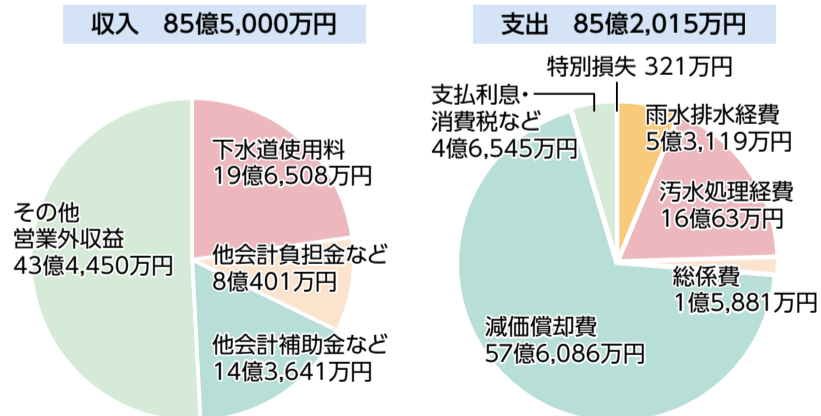 収入　85億5,000万円
下水道使用料
19億6,508万円
他会計負担金など
8億401万円
他会計補助金など
14億3,641万円
その他
営業外収益
43億4,450万円
支出　85億2,015万円
特別損失 321万円
支払利息・
消費税など
4億6,545万円
雨水排水経費
5億3,119万円
汚水処理経費
16億63万円
総係費
1億5,881万円
減価償却費
57億6,086万円